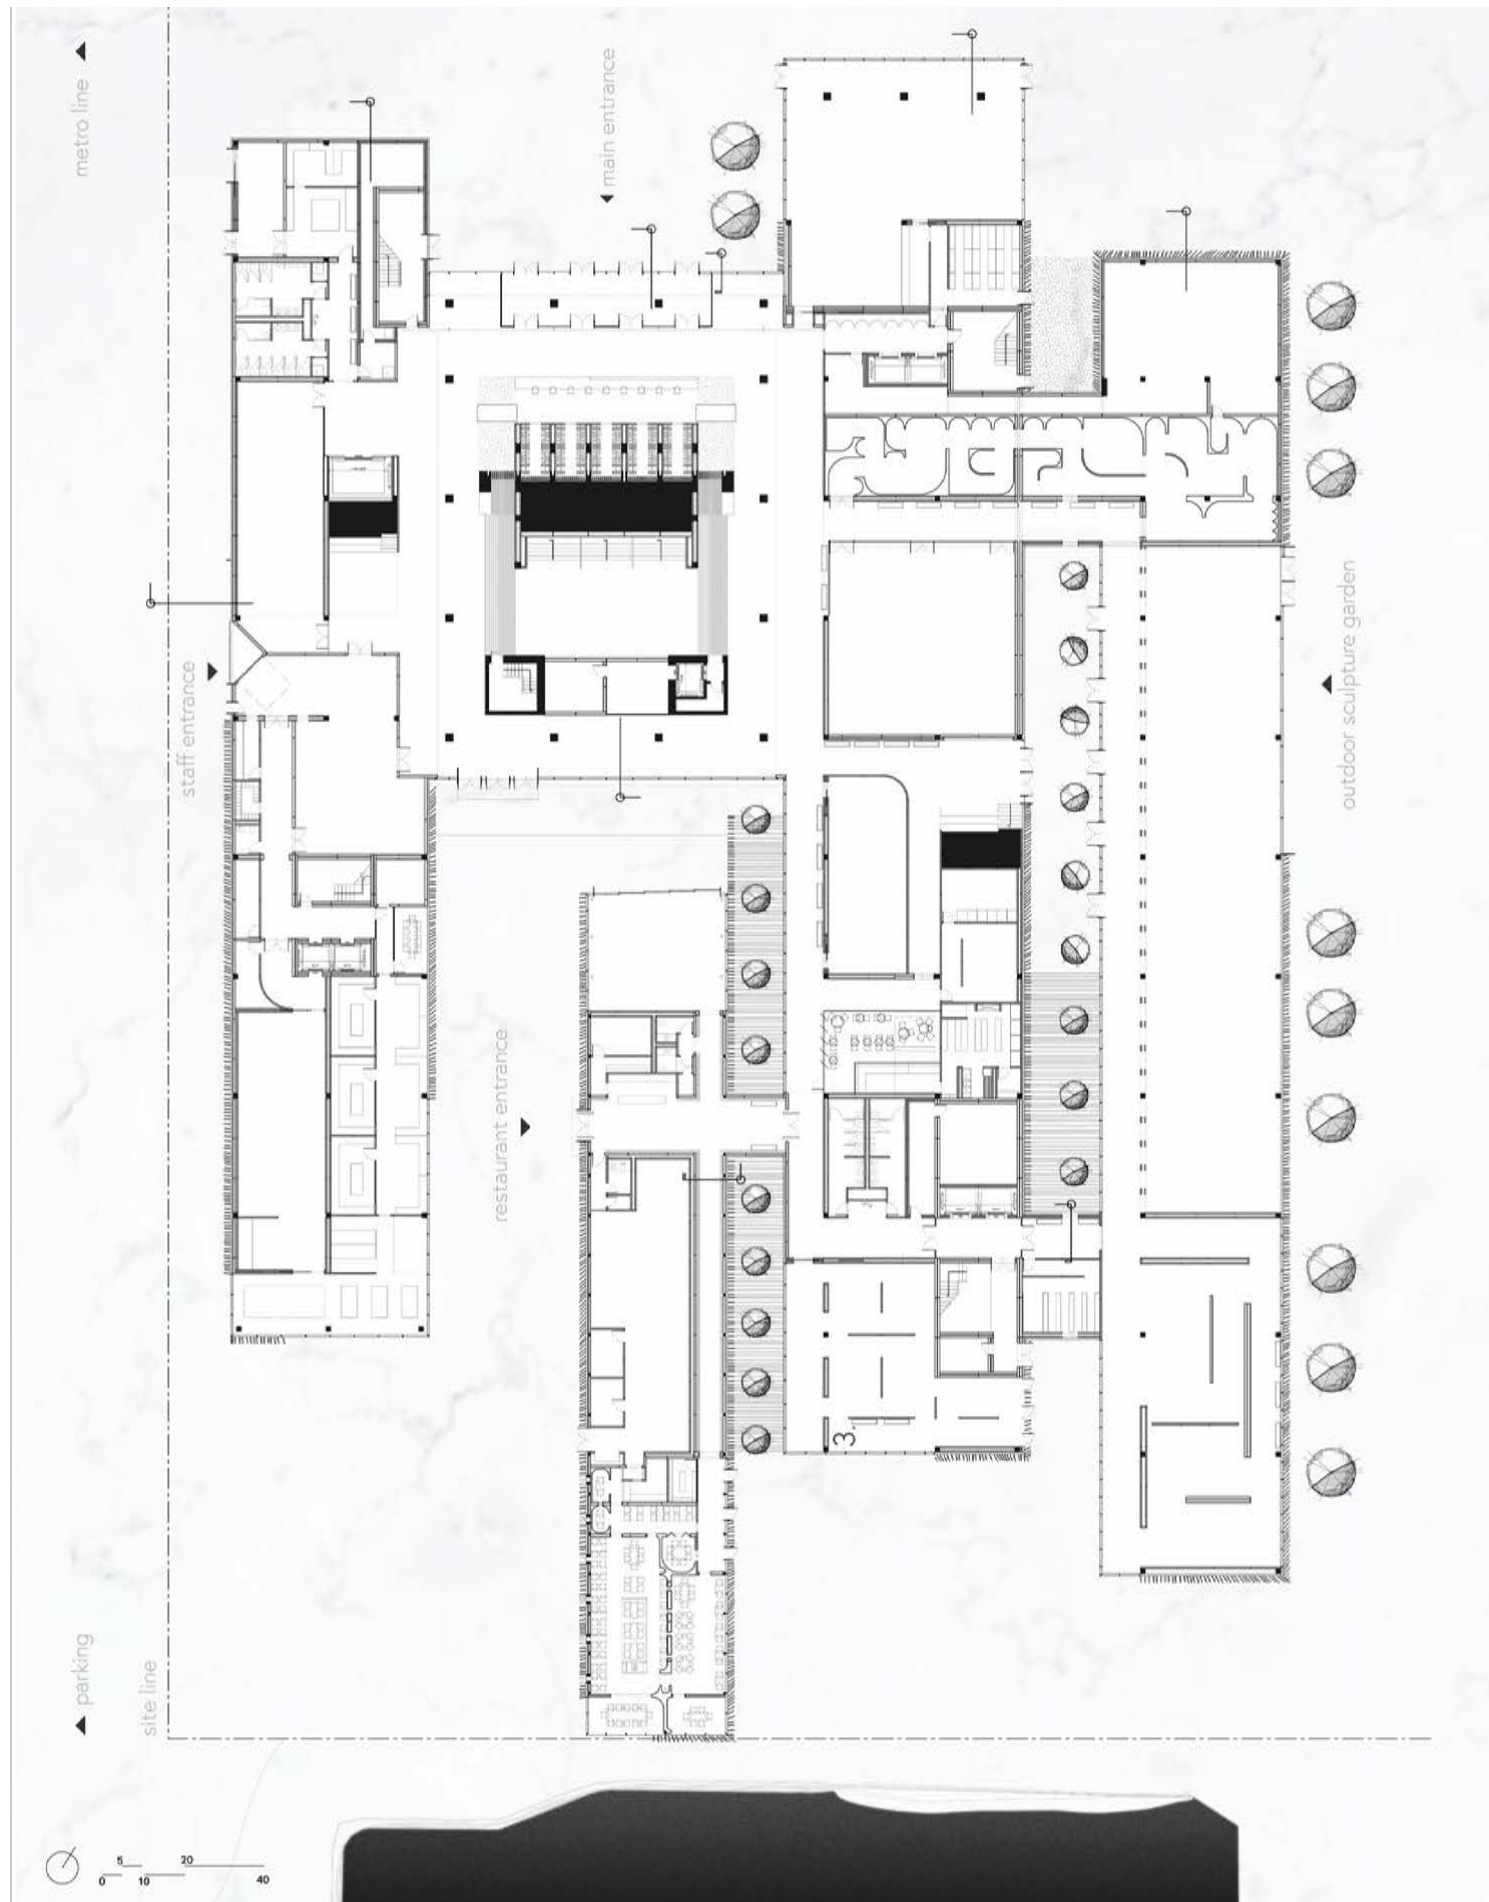 metro line
main entrance
staff entrance
outdoor sculpture garden
restaurant entrance
3.
parking
site line
5
20
0
10
40